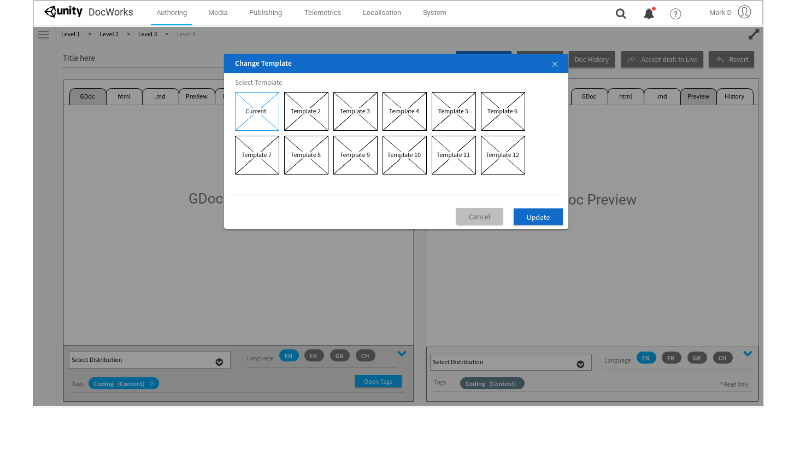 unity DocWorks Authoring Media Publishing Telemetrics Localisation System ? Mark D
Level 1 Level 2 Level 3 Level 4
Title here Doc History Accept draft to Live Revert
Change Template
Select Template
Current Template 2 Template 3 Template 4 Template 5 Template 6
Template 7 Template 8 Template 9 Template 10 Template 11 Template 12
Cancel Update
GDoc html .md Preview
GDoc html .md Preview History
GDoc
oc Preview
Select Distribution Language EN FR GR CH
Tags Coding (Content) × Open Tags
Select Distribution Language EN FR GR CH
Tags Coding (Content) * Read Only